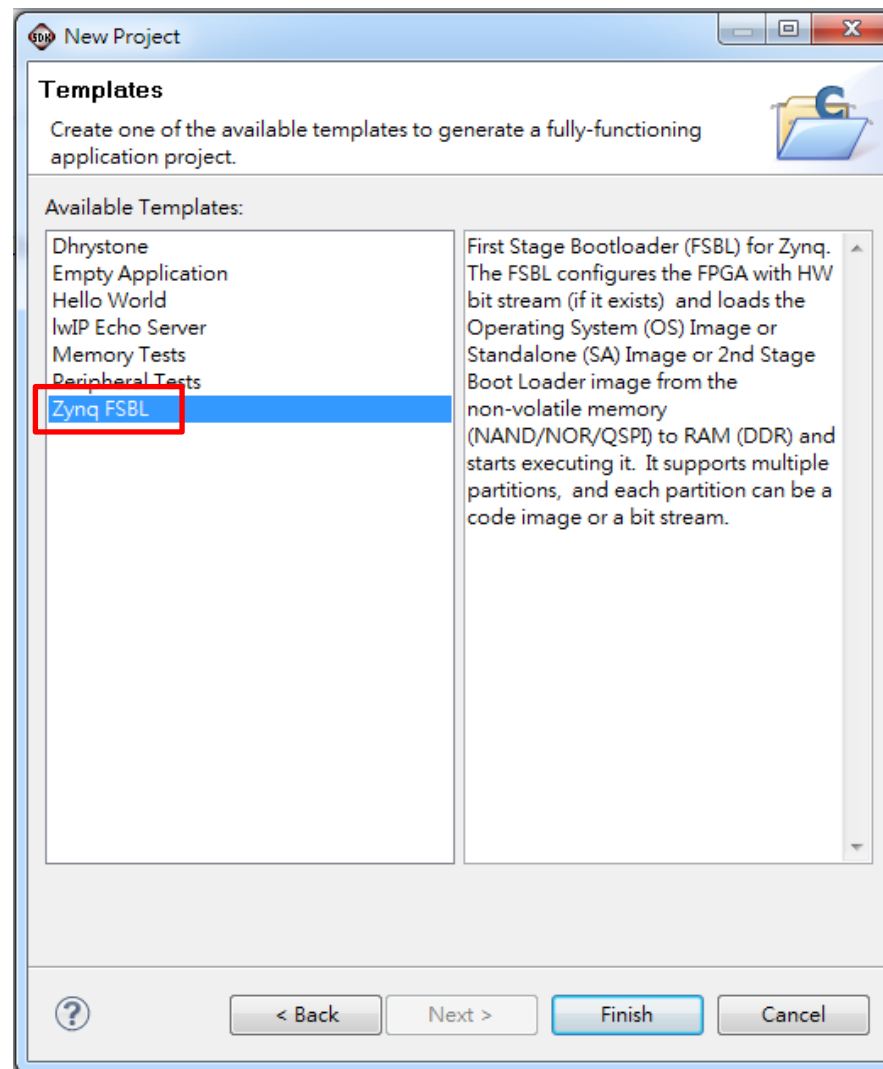 SDK New Project
Templates
Create one of the available templates to generate a fully-functioning
application project.
Available Templates:
Dhrystone
Empty Application
Hello World
lwIP Echo Server
Memory Tests
Peripheral Tests
Zynq FSBL
First Stage Bootloader (FSBL) for Zynq.
The FSBL configures the FPGA with HW
bit stream (if it exists)  and loads the
Operating System (OS) Image or
Standalone (SA) Image or 2nd Stage
Boot Loader image from the
non-volatile memory
(NAND/NOR/QSPI) to RAM (DDR) and
starts executing it.  It supports multiple
partitions,  and each partition can be a
code image or a bit stream.
? < Back Next > Finish Cancel